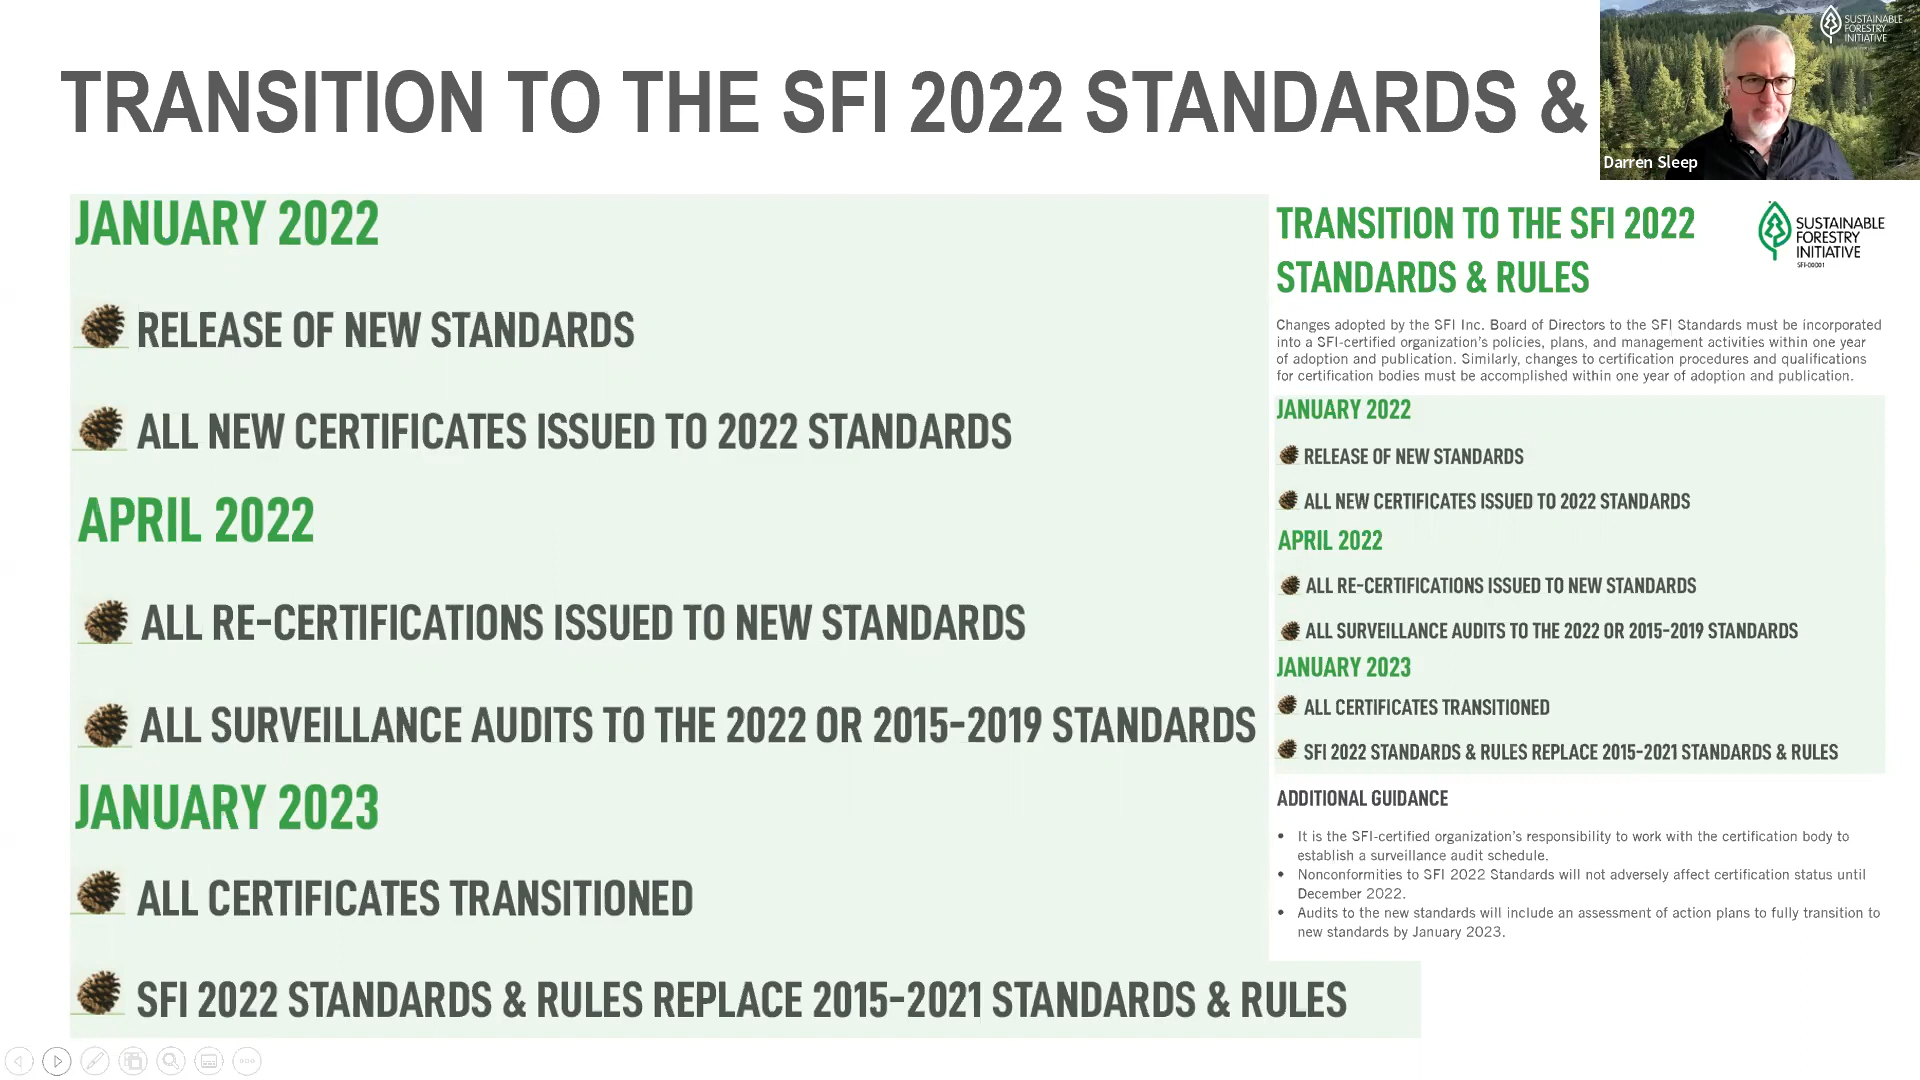 TRANSITION TO THE SFI 2022 STANDARDS &
SUSTAINABLE
FORESTRY
INITIATIVE
Darren Sleep
JANUARY 2022
RELEASE OF NEW STANDARDS
ALL NEW CERTIFICATES ISSUED TO 2022 STANDARDS
APRIL 2022
ALL RE-CERTIFICATIONS ISSUED TO NEW STANDARDS
ALL SURVEILLANCE AUDITS TO THE 2022 OR 2015-2019 STANDARDS
JANUARY 2023
ALL CERTIFICATES TRANSITIONED
SFI 2022 STANDARDS & RULES REPLACE 2015-2021 STANDARDS & RULES
TRANSITION TO THE SFI 2022
STANDARDS & RULES
SUSTAINABLE
FORESTRY
INITIATIVE
SFI-00001
Changes adopted by the SFI Inc. Board of Directors to the SFI Standards must be incorporated
into a SFI-certified organization's policies, plans, and management activities within one year
of adoption and publication. Similarly, changes to certification procedures and qualifications
for certification bodies must be accomplished within one year of adoption and publication.
JANUARY 2022
RELEASE OF NEW STANDARDS
ALL NEW CERTIFICATES ISSUED TO 2022 STANDARDS
APRIL 2022
ALL RE-CERTIFICATIONS ISSUED TO NEW STANDARDS
ALL SURVEILLANCE AUDITS TO THE 2022 OR 2015-2019 STANDARDS
JANUARY 2023
ALL CERTIFICATES TRANSITIONED
SFI 2022 STANDARDS & RULES REPLACE 2015-2021 STANDARDS & RULES
ADDITIONAL GUIDANCE
• It is the SFI-certified organization's responsibility to work with the certification body to
establish a surveillance audit schedule.
• Nonconformities to SFI 2022 Standards will not adversely affect certification status until
December 2022.
• Audits to the new standards will include an assessment of action plans to fully transition to
new standards by January 2023.